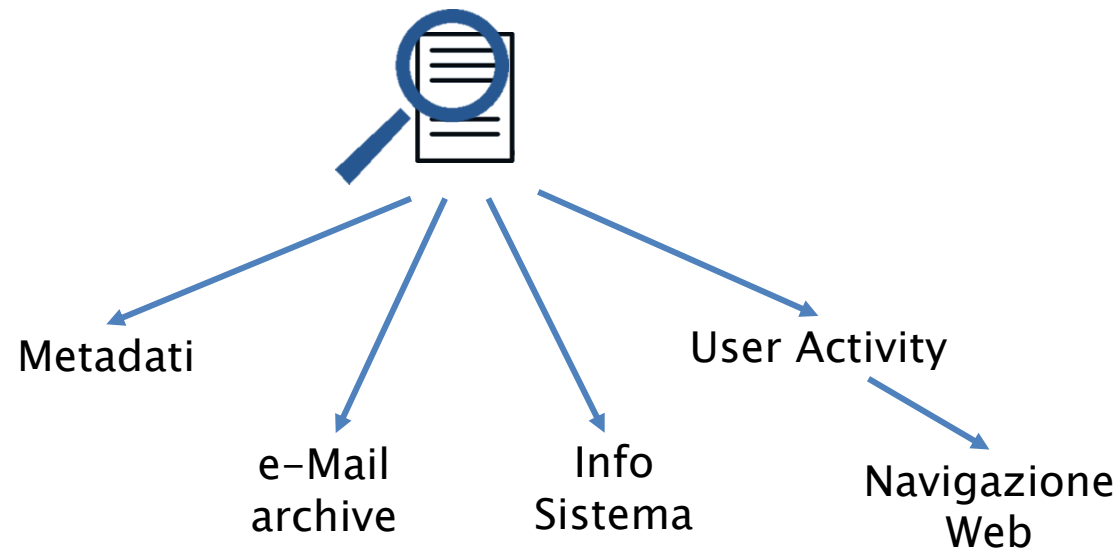 Metadati
User Activity
e-Mail
archive
Info
Sistema
Navigazione
Web